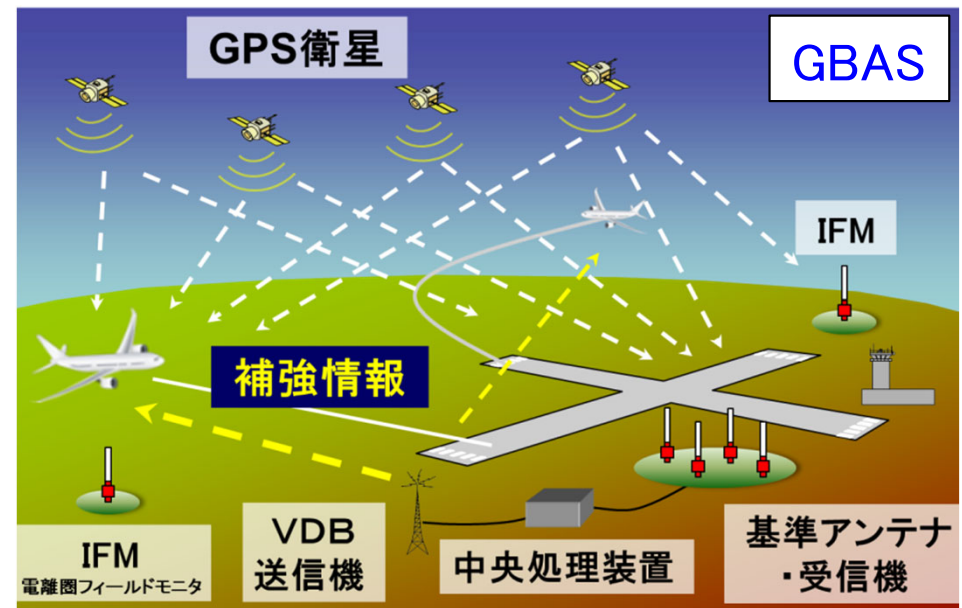 GPS衛星
GBAS
IFM
補強情報
IFM
電離圏フィールドモニタ
VDB
送信機
中央処理装置
基準アンテナ
・受信機